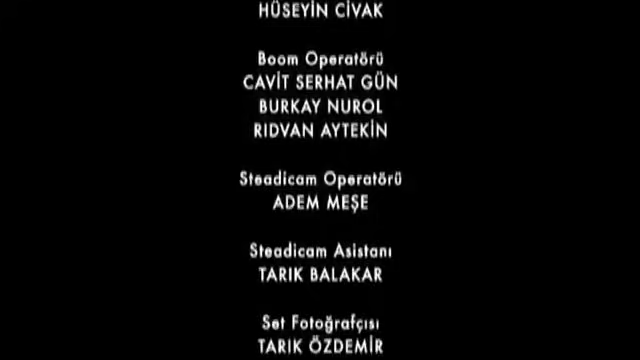 HÜSEYİN CİVAK
Boom Operatörü
CAVİT SERHAT GÜN
BURKAY NUROL
RIDVAN AYTEKİN
Steadicam Operatörü
ADEM MEŞE
Steadicam Asistanı
TARIK BALAKAR
Set Fotoğrafçısı
TARIK ÖZDEMİR